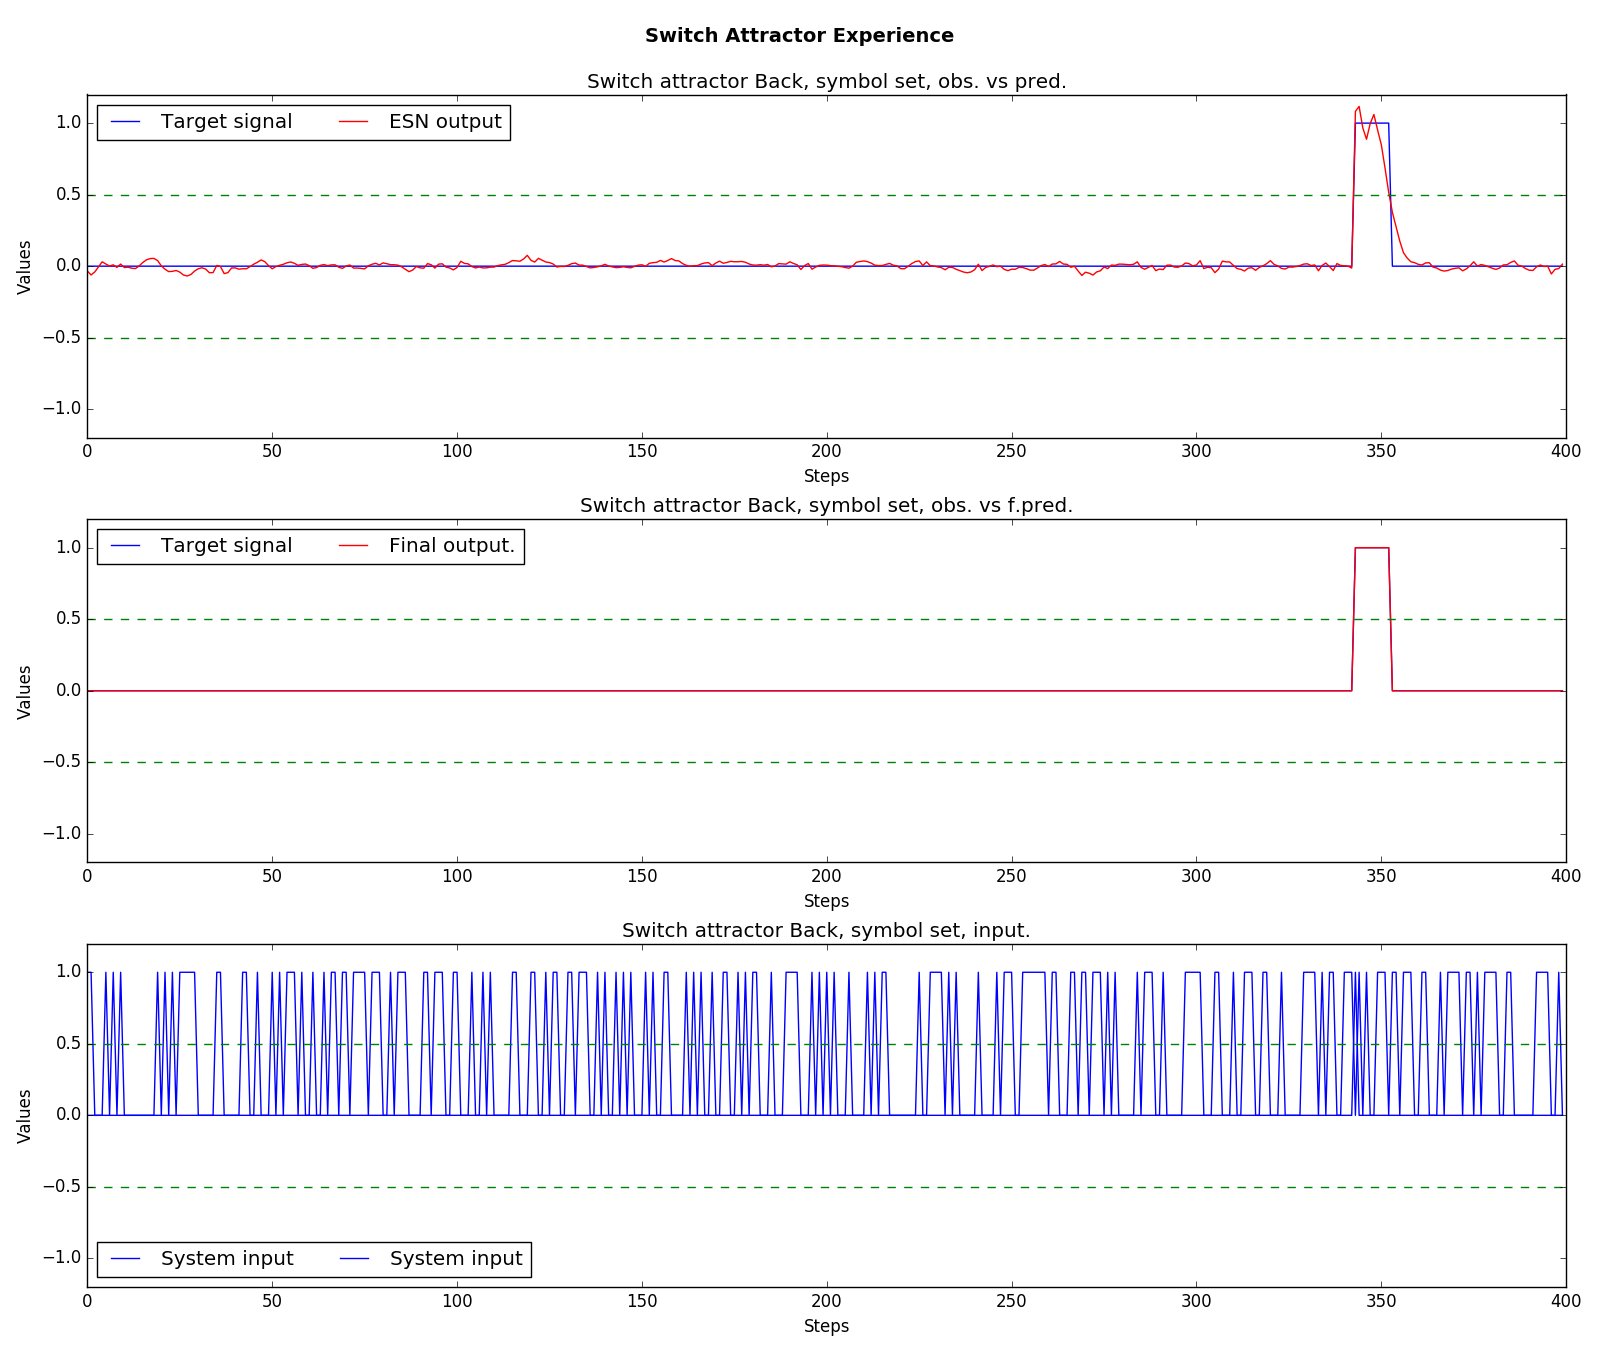 Switch Attractor Experience
Switch attractor Back, symbol set, obs. vs pred.
Target signal ESN output
1.0
0.5
0.0
−0.5
−1.0
Values
0 50 100 150 200 250 300 350 400
Steps
Switch attractor Back, symbol set, obs. vs f.pred.
Target signal Final output.
1.0
0.5
0.0
−0.5
−1.0
Values
0 50 100 150 200 250 300 350 400
Steps
Switch attractor Back, symbol set, input.
1.0
0.5
0.0
−0.5
−1.0
Values
System input System input
0 50 100 150 200 250 300 350 400
Steps